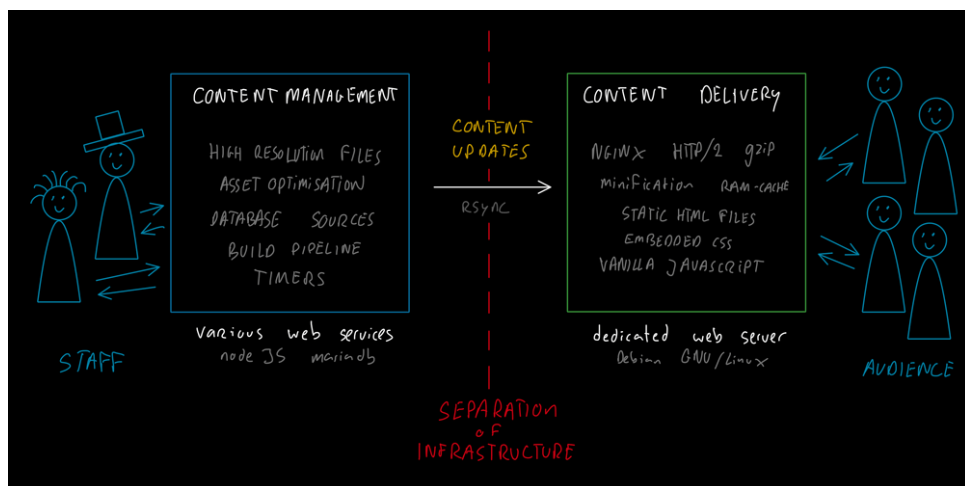 CONTENT MANAGEMENT
HIGH RESOLUTION FILES
ASSET OPTIMISATION
DATABASE SOURCES
BUILD PIPELINE
TIMERS
various web services
node JS mariadb
STAFF
CONTENT
UPDATES
RSYNC
SEPARATION
OF
INFRASTRUCTURE
CONTENT DELIVERY
NGINX HTTP/2 gzip
minification RAM-CACHE
STATIC HTML FILES
EMBEDDED CSS
VANILLA JAVASCRIPT
dedicated web server
Debian GNU/Linux
AUDIENCE